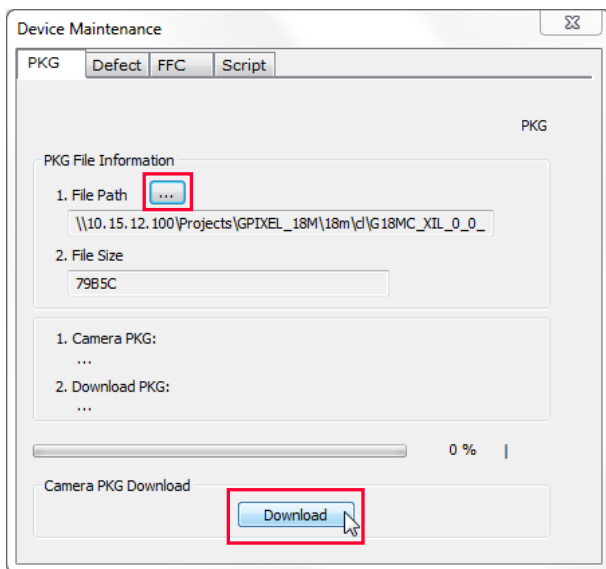 Device Maintenance
PKG Defect FFC Script
PKG
PKG File Information
1. File Path ...
\\10.15.12.100\Projects\GPIXEL_18M\18m\cl\G18MC_XIL_0_0_
2. File Size
79B5C
1. Camera PKG:
...
2. Download PKG:
...
0 % |
Camera PKG Download
Download